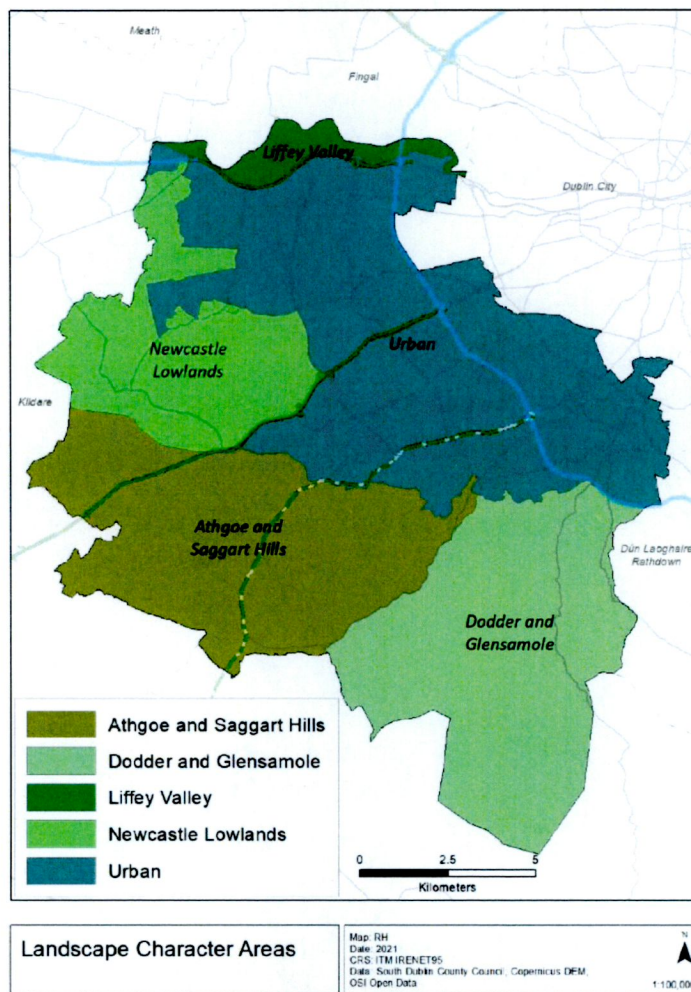 Meath
Fingal
Liffey Valley
Dublin City
Newcastle
Lowlands
Urban
Kildare
Athgoe and
Saggart Hills
Dún Laoghaire
Rathdown
Dodder and
Glensamole
Athgoe and Saggart Hills
Dodder and Glensamole
Liffey Valley
Newcastle Lowlands
Urban
0 2.5 5
Kilometers
Landscape Character Areas
Map: RH
Date: 2021
CRS: ITM IRENET95
Data: South Dublin County Council, Copernicus DEM,
OSI Open Data
N
1:100,000